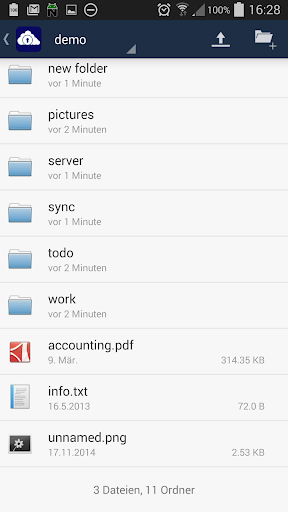 100% 16:28
demo
new folder
vor 1 Minute
pictures
vor 2 Minuten
server
vor 1 Minute
sync
vor 1 Minute
todo
vor 2 Minuten
work
vor 2 Minuten
accounting.pdf
9. Mär. 314.35 KB
info.txt
16.5.2013 72.0 B
unnamed.png
17.11.2014 2.53 KB
3 Dateien, 11 Ordner